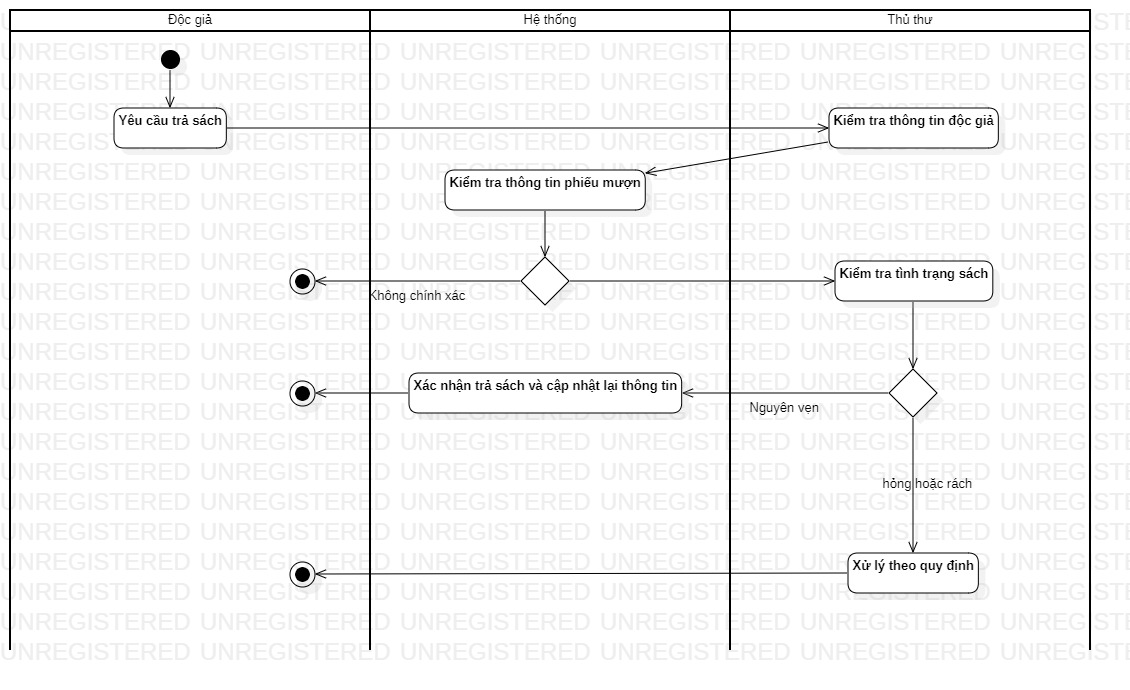 Độc giả
Hệ thống
Thủ thư
Yêu cầu trả sách
Kiểm tra thông tin độc giả
Kiểm tra thông tin phiếu mượn
Kiểm tra tình trạng sách
Không chính xác
Xác nhận trả sách và cập nhật lại thông tin
Nguyên vẹn
hỏng hoặc rách
Xử lý theo quy định
UNREGISTERED UNREGISTERED UNREGISTERED UNREGISTERED UNREGISTERED UNREGISTERED